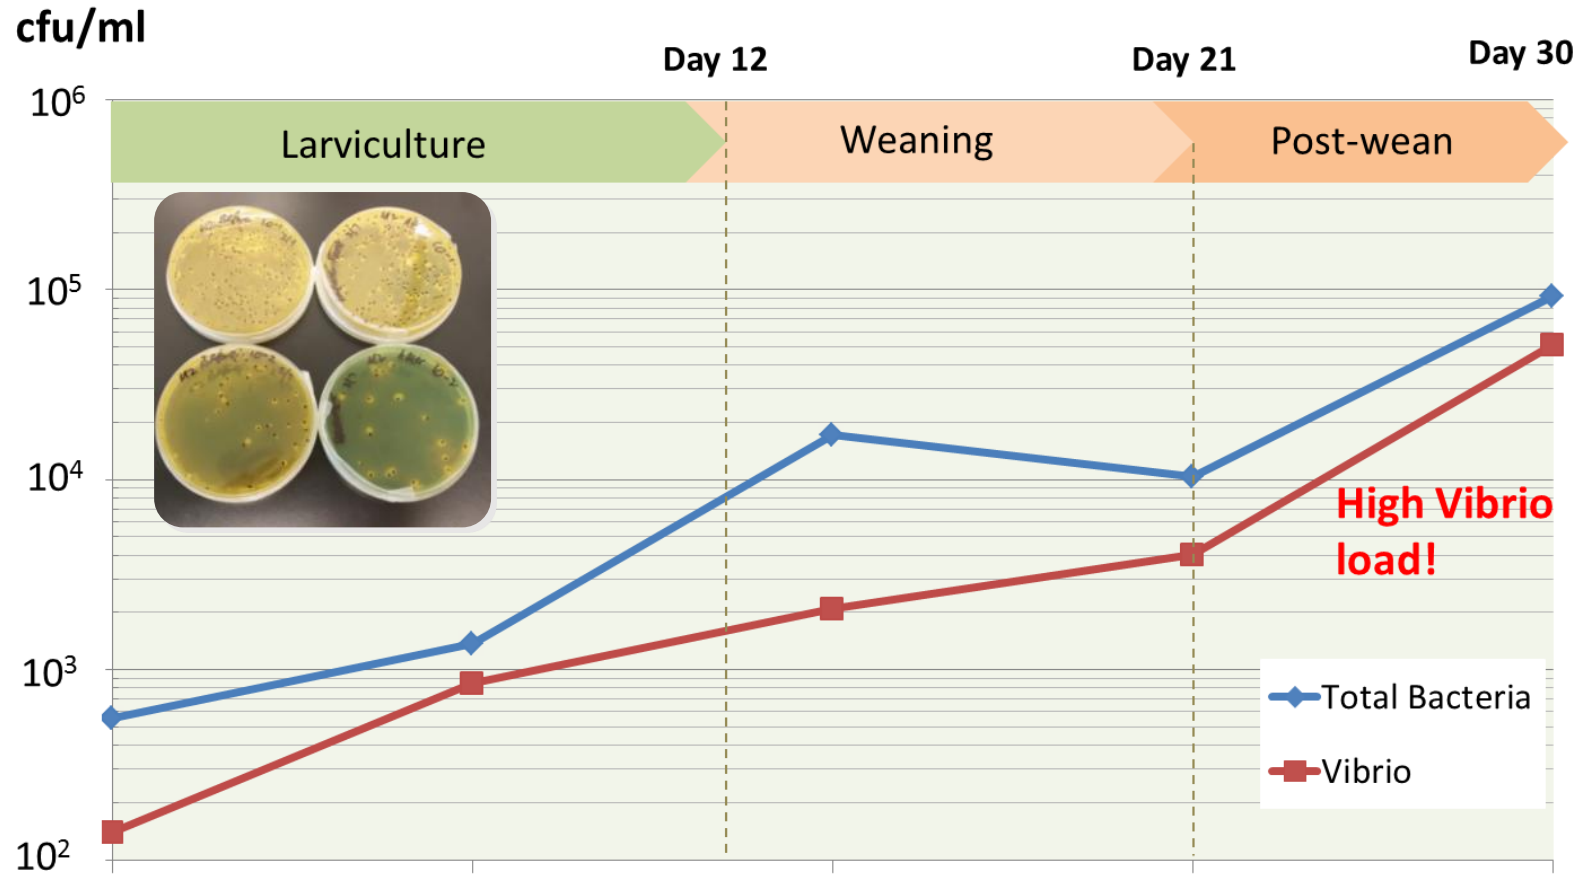 cfu/ml
Day 12
Day 21
Day 30
10⁶
Larviculture
Weaning
Post-wean
10⁵
10⁴
High Vibrio
load!
10³
Total Bacteria
Vibrio
10²